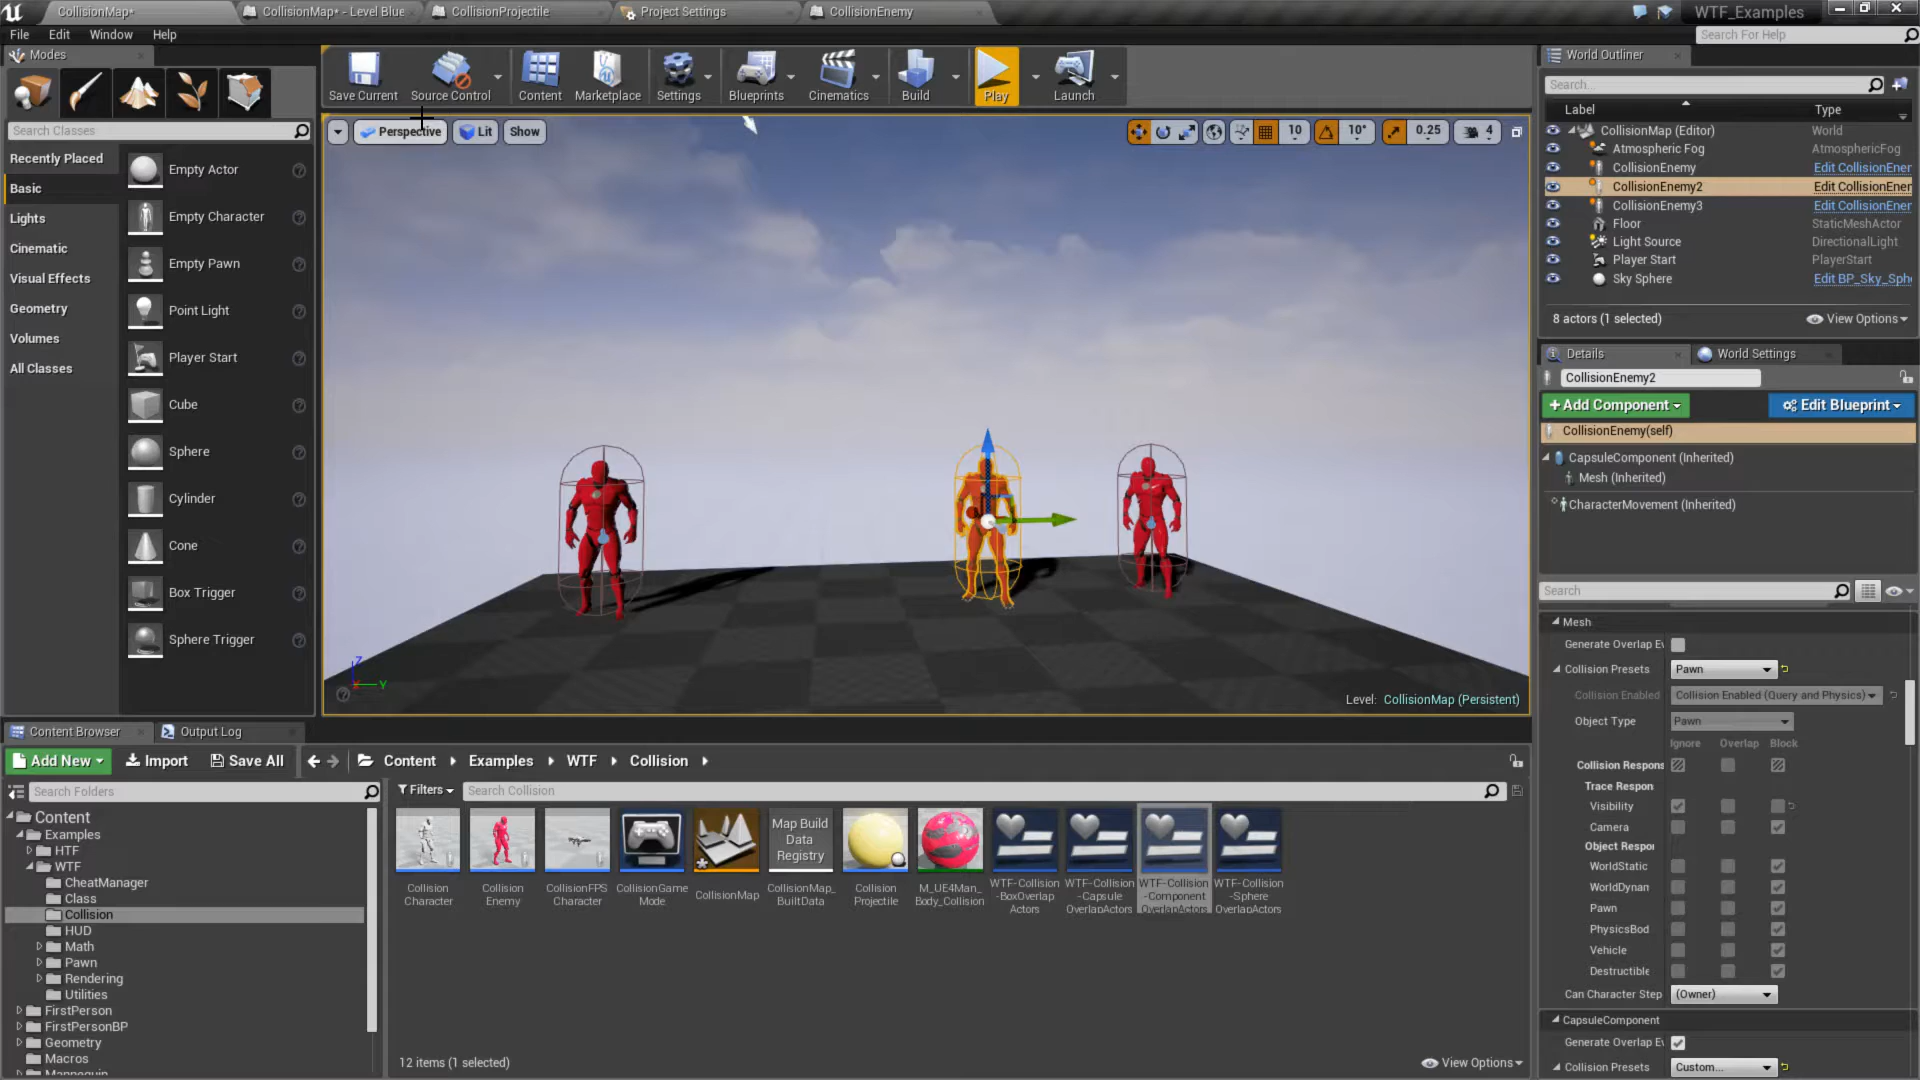 CollisionMap*
CollisionMap* - Level Blue
CollisionProjectile
Project Settings
CollisionEnemy
WTF_Examples
File
Edit
Window
Help
Search For Help
Modes
Save Current
Source Control
Content
Marketplace
Settings
Blueprints
Cinematics
Build
Play
Launch
Search Classes
Recently Placed
Basic
Lights
Cinematic
Visual Effects
Geometry
Volumes
All Classes
Empty Actor
Empty Character
Empty Pawn
Point Light
Player Start
Cube
Sphere
Cylinder
Cone
Box Trigger
Sphere Trigger
Perspective
Lit
Show
10
10°
0.25
4
Z
Y
Level: CollisionMap (Persistent)
World Outliner
Search...
Label
Type
CollisionMap (Editor)
World
Atmospheric Fog
AtmosphericFog
CollisionEnemy
Edit CollisionEner
CollisionEnemy2
Edit CollisionEner
CollisionEnemy3
Edit CollisionEner
Floor
StaticMeshActor
Light Source
DirectionalLight
Player Start
PlayerStart
Sky Sphere
Edit BP_Sky_Sph
8 actors (1 selected)
View Options
Details
World Settings
CollisionEnemy2
+Add Component
Edit Blueprint
CollisionEnemy(self)
CapsuleComponent (Inherited)
Mesh (Inherited)
CharacterMovement (Inherited)
Search
Mesh
Generate Overlap Ev
Collision Presets
Pawn
Collision Enabled
Collision Enabled (Query and Physics)
Object Type
Pawn
Ignore
Overlap
Block
Collision Respons
Trace Respon
Visibility
Camera
Object Respor
WorldStatic
WorldDynan
Pawn
PhysicsBod
Vehicle
Destructible
Can Character Step
(Owner)
CapsuleComponent
Generate Overlap Ev
Collision Presets
Custom...
Content Browser
Output Log
Add New
Import
Save All
Content
Examples
WTF
Collision
Search Folders
Filters
Search Collision
Content
Examples
HTF
WTF
CheatManager
Class
Collision
HUD
Math
Pawn
Rendering
Utilities
FirstPerson
FirstPersonBP
Geometry
Macros
Mannequin
Collision
Character
Collision
Enemy
CollisionFPS
Character
CollisionGame
Mode
CollisionMap
Map Build
Data
Registry
CollisionMap_
BuiltData
Collision
Projectile
M_UE4Man_
Body_Collision
WTF-Collision
-BoxOverlap
Actors
WTF-Collision
-Capsule
OverlapActors
WTF-Collision
-Component
OverlapActors
WTF-Collision
-Sphere
OverlapActors
12 items (1 selected)
View Options